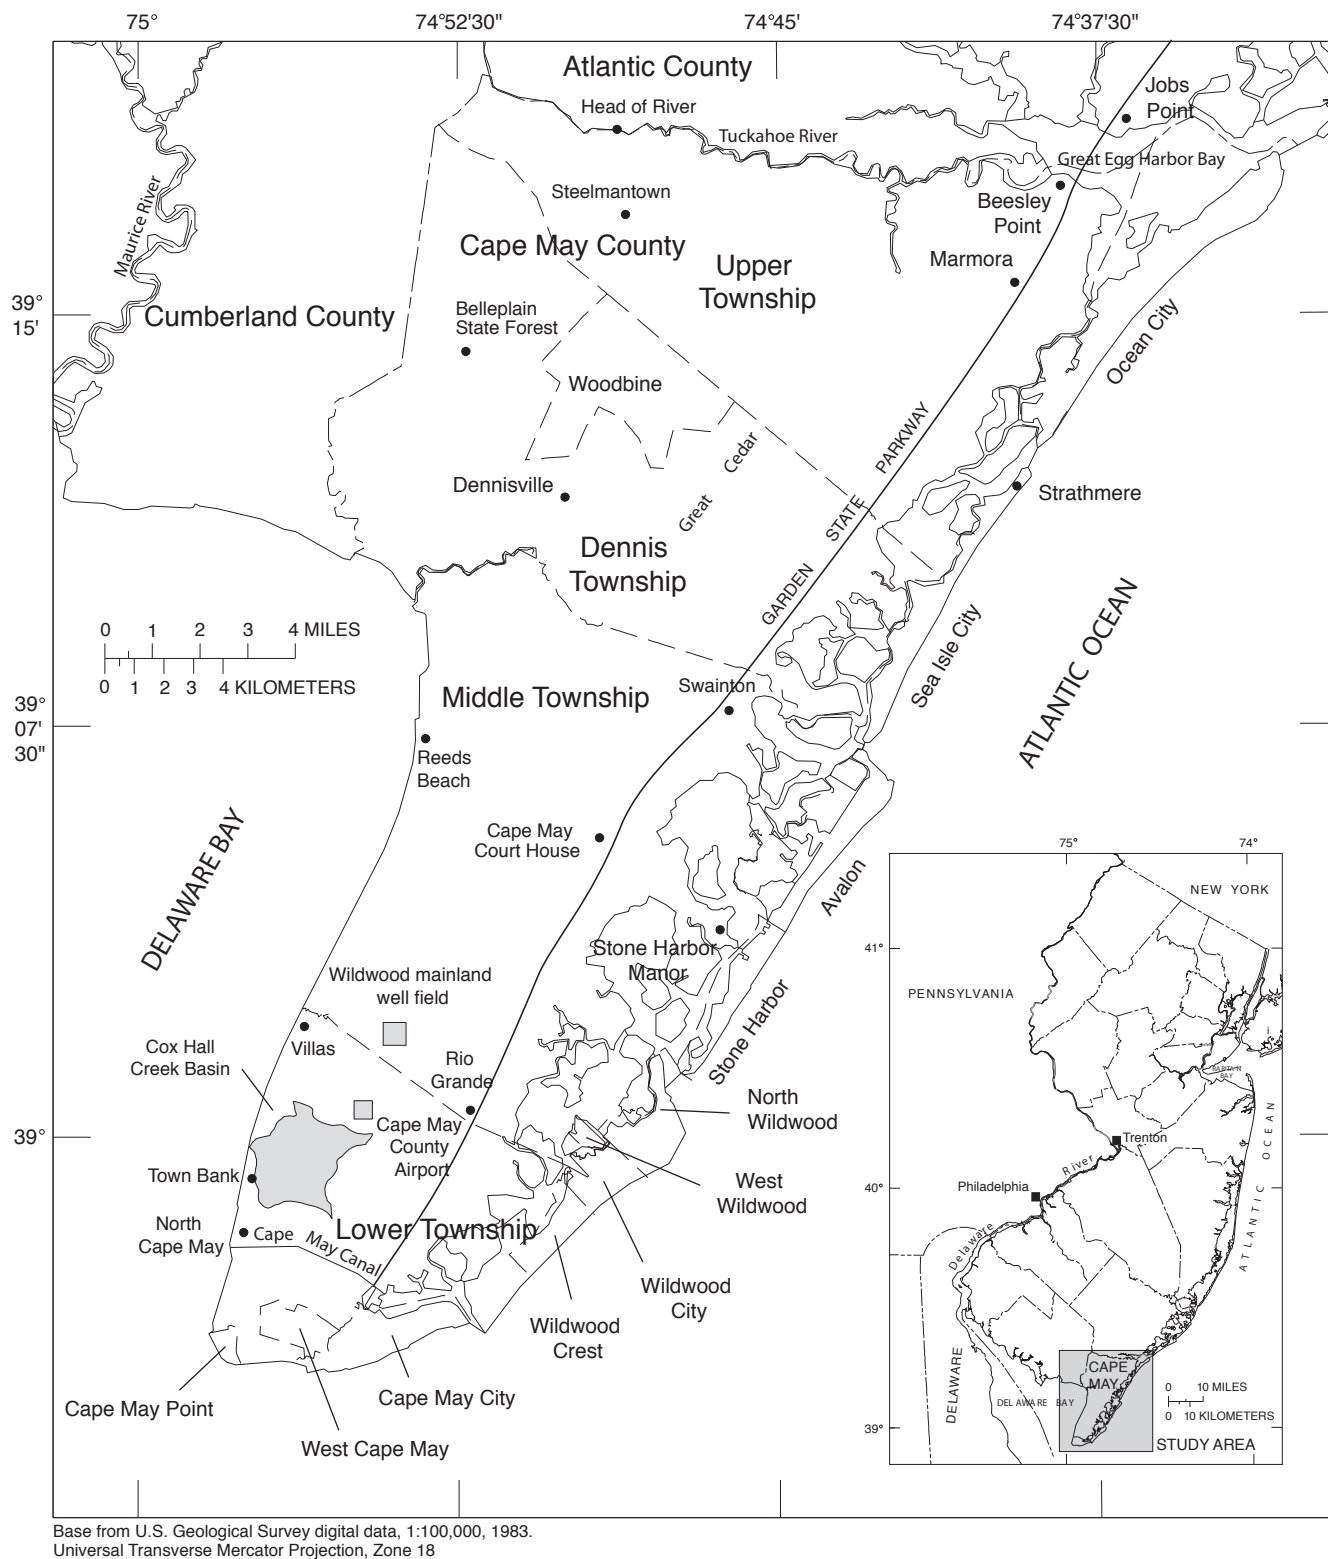 75°
74°52'30"
74°45'
74°37'30"
Atlantic County
Head of River
Tuckahoe River
Jobs
Point
Great Egg Harbor Bay
Maurice River
Steelmantown
Beesley
Point
Cape May County
Upper
Township
Marmora
39°
15'
Cumberland County
Belleplain
State Forest
Ocean City
Woodbine
GARDEN STATE PARKWAY
Great Cedar
Dennisville
Strathmere
Dennis
Township
0 1 2 3 4 MILES
0 1 2 3 4 KILOMETERS
Sea Isle City
ATLANTIC OCEAN
Middle Township
Swainton
39°
07'
30"
Reeds
Beach
DELAWARE BAY
Cape May
Court House
Avalon
Stone Harbor
Manor
Wildwood mainland
well field
Stone Harbor
Villas
Cox Hall
Creek Basin
Rio
Grande
North
Wildwood
39°
Cape May
County
Airport
Town Bank
West
Wildwood
North
Cape May
Cape May Canal
Lower Township
Wildwood
City
Wildwood
Crest
Cape May Point
Cape May City
West Cape May
75°
74°
NEW YORK
41°
PENNSYLVANIA
RARITAN
BAY
Trenton
River
Philadelphia
40°
Delaware
ATLANTIC OCEAN
DELAWARE
CAPE
MAY
DELAWARE BAY
0 10 MILES
0 10 KILOMETERS
39°
STUDY AREA
Base from U.S. Geological Survey digital data, 1:100,000, 1983.
Universal Transverse Mercator Projection, Zone 18